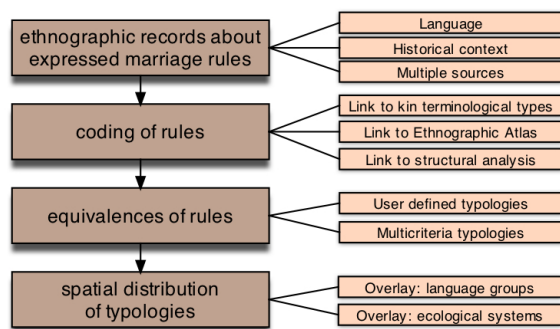 ethnographic records about
expressed marriage rules
Language
Historical context
Multiple sources
coding of rules
Link to kin terminological types
Link to Ethnographic Atlas
Link to structural analysis
equivalences of rules
User defined typologies
Multicriteria typologies
spatial distribution
of typologies
Overlay: language groups
Overlay: ecological systems